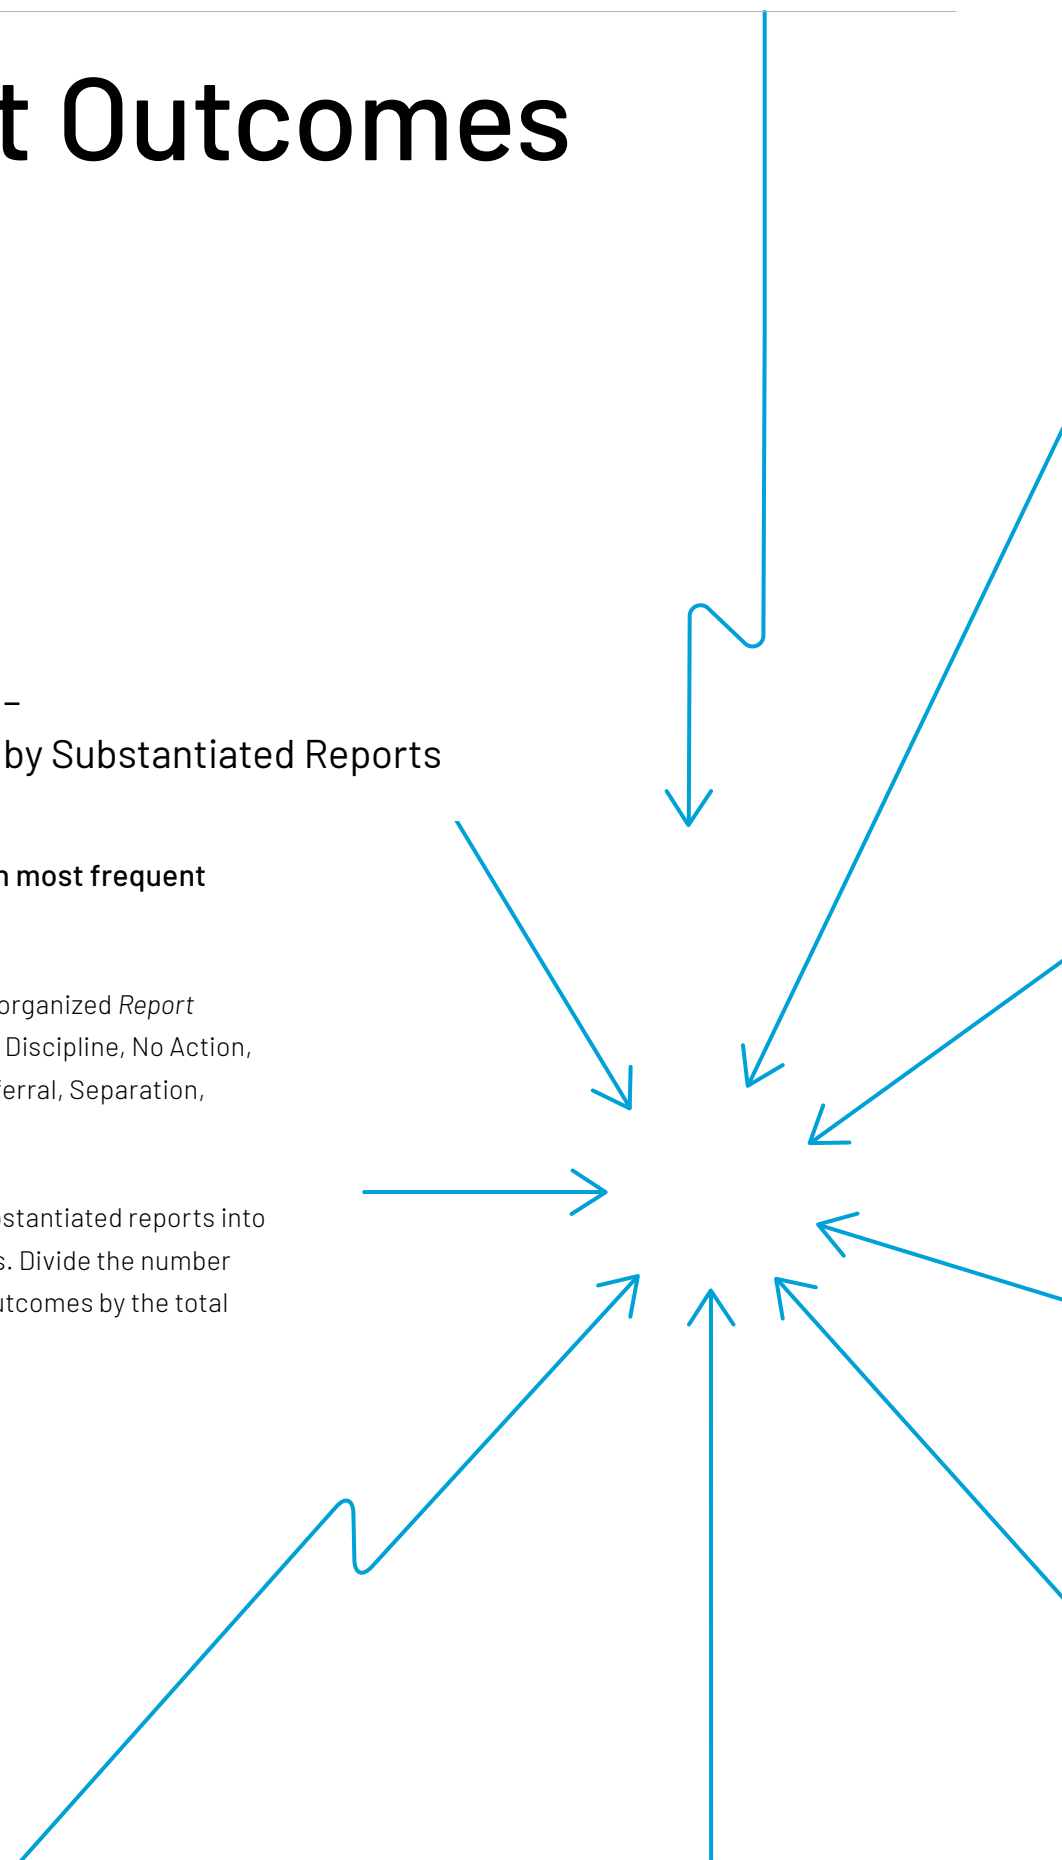 t Outcomes
–
by Substantiated Reports
most frequent
organized Report
Discipline, No Action,
ferral, Separation,
stantiated reports into
s. Divide the number
utcomes by the total